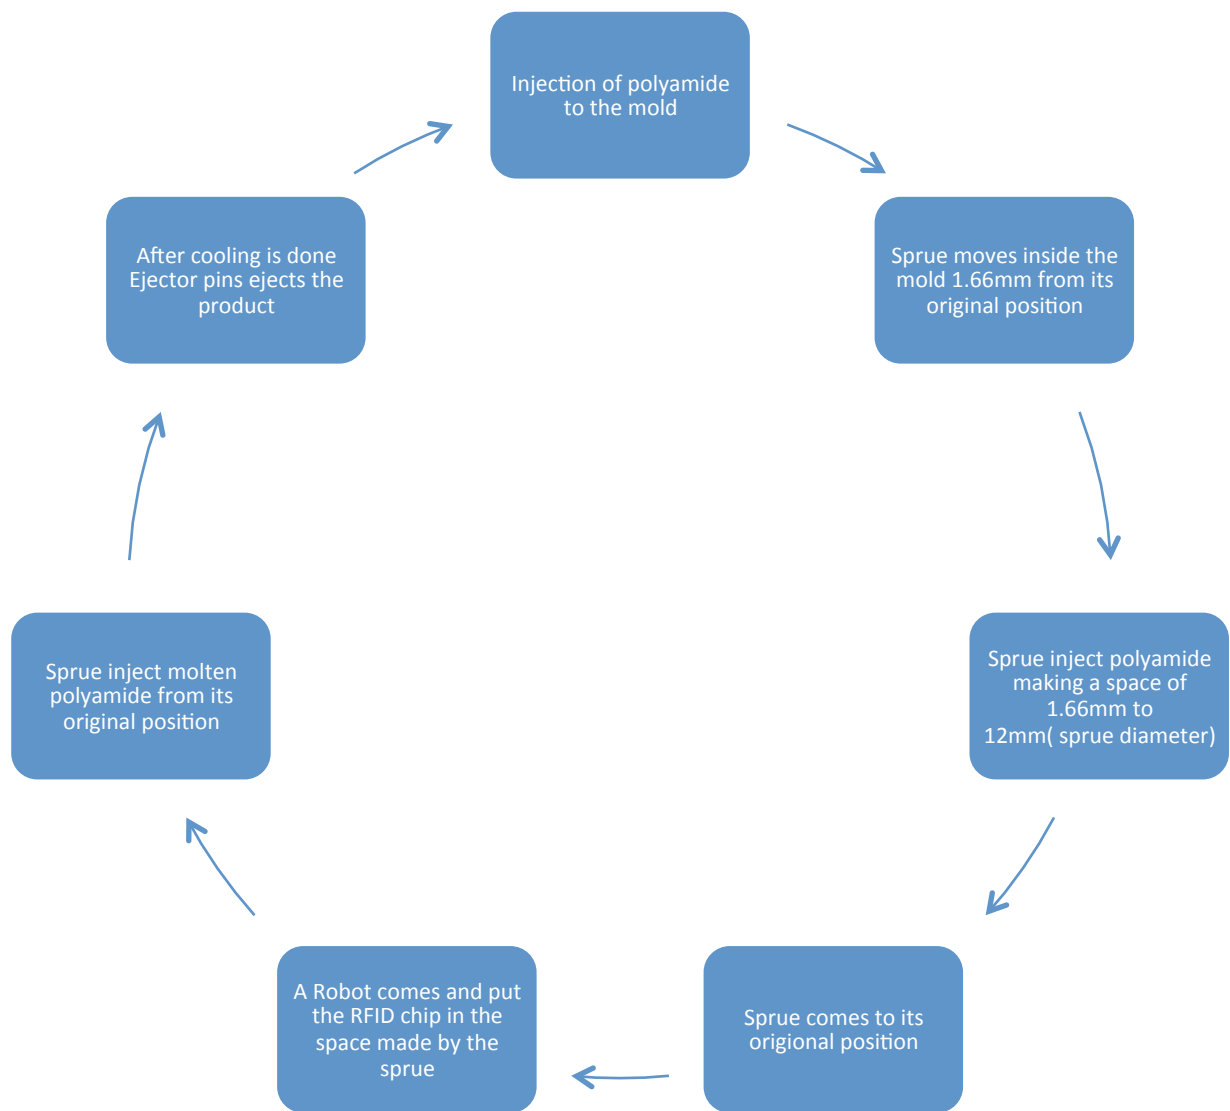 Injection of polyamide
to the mold
Sprue moves inside the
mold 1.66mm from its
original position
Sprue inject polyamide
making a space of
1.66mm to
12mm( sprue diameter)
Sprue comes to its
origional position
A Robot comes and put
the RFID chip in the
space made by the
sprue
Sprue inject molten
polyamide from its
original position
After cooling is done
Ejector pins ejects the
product